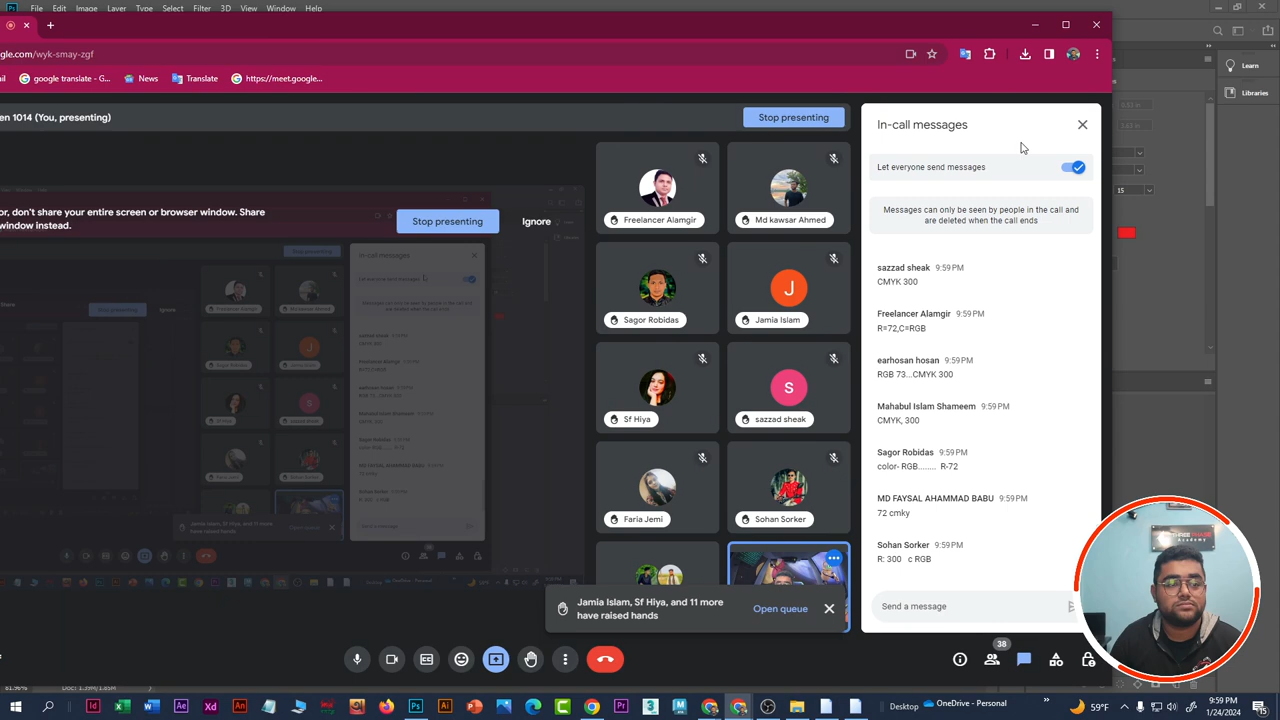 File
Edit
Image
Layer
Type
Select
Filter
3D
View
Window
Help
gle.com/wyk-smay-zgf
ail
google translate - G...
News
Translate
https://meet.google...
en 1014 (You, presenting)
Stop presenting
or, don't share your entire screen or browser window. Share
window instead.
Stop presenting
Ignore
Freelancer Alamgir
Md kawsar Ahmed
Sagor Robidas
J
Jamia Islam
Sf Hiya
S
sazzad sheak
Faria Jemi
Sohan Sorker
Jamia Islam, Sf Hiya, and 11 more
have raised hands
Open queue
In-call messages
Let everyone send messages
Messages can only be seen by people in the call and
are deleted when the call ends
sazzad sheak 9:59 PM
CMYK 300
Freelancer Alamgir 9:59 PM
R=72,C=RGB
earhosan hosan 9:59 PM
RGB 73...CMYK 300
Mahabul Islam Shameem 9:59 PM
CMYK, 300
Sagor Robidas 9:59 PM
color- RGB........ R-72
MD FAYSAL AHAMMAD BABU 9:59 PM
72 cmky
Sohan Sorker 9:59 PM
R: 300 c RGB
Send a message
38
Learn
Libraries
15
Desktop
OneDrive - Personal
59°F
9:59 PM
1/24/2024